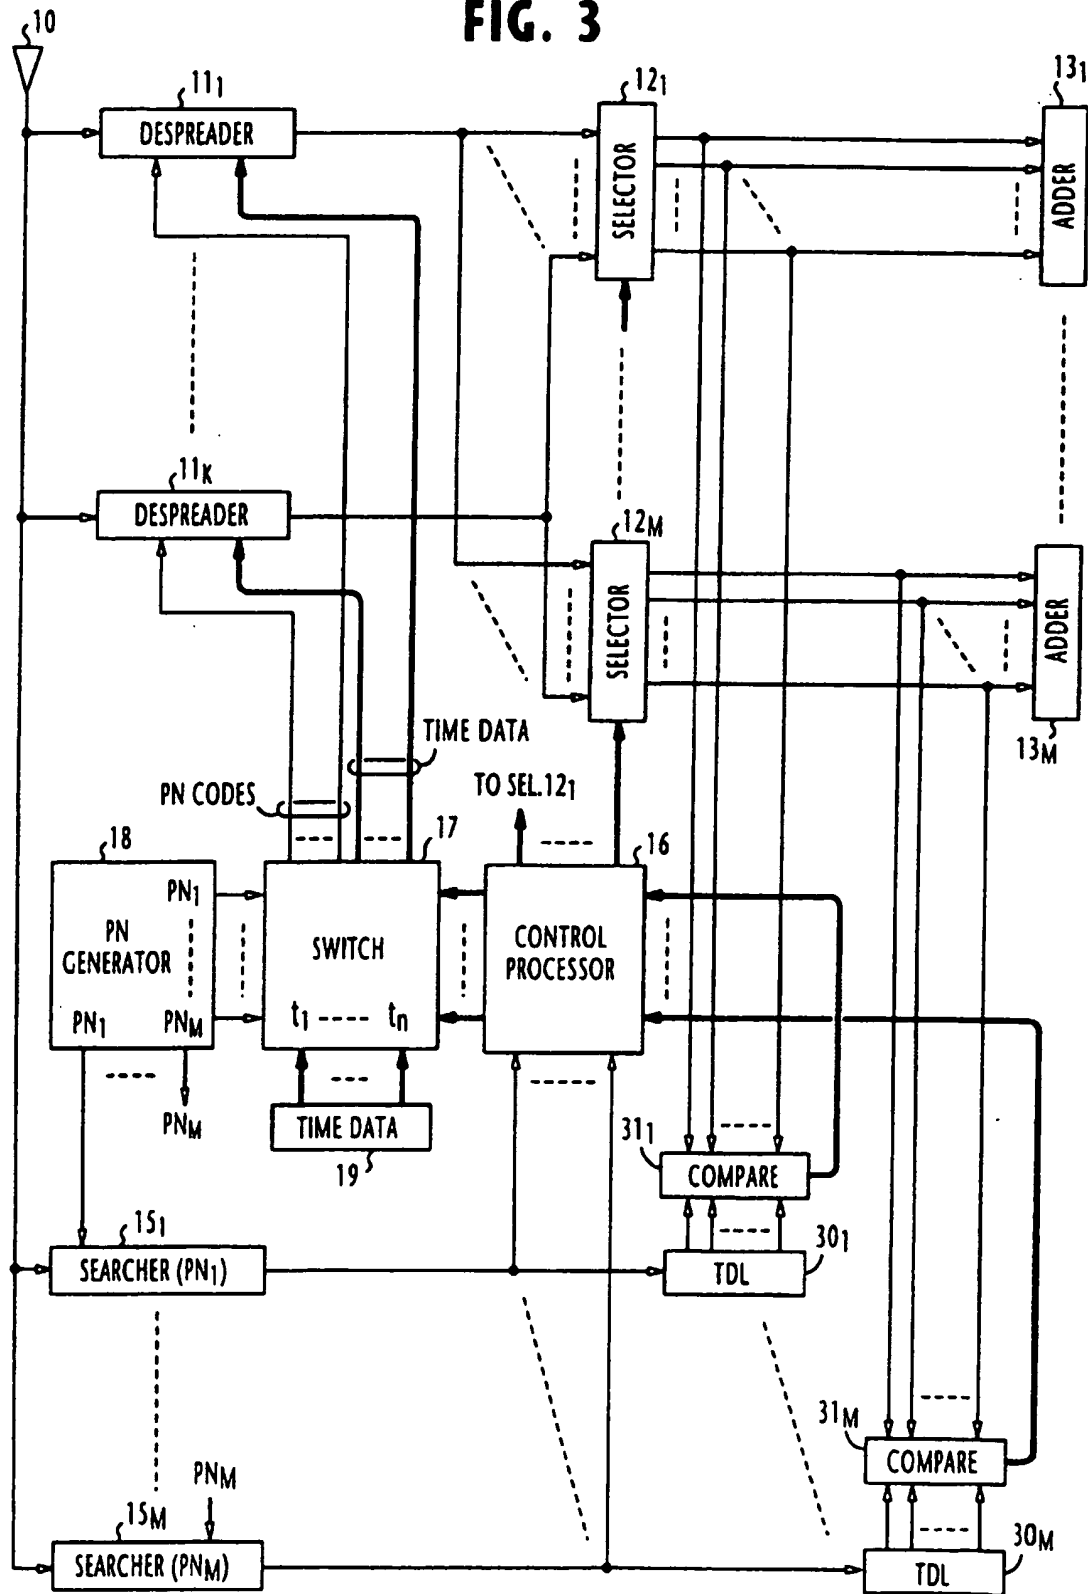 FIG. 3
10
11₁
DESPREADER
12₁
SELECTOR
13₁
ADDER
11K
DESPREADER
12M
SELECTOR
ADDER
13M
TIME DATA
PN CODES
TO SEL.12₁
18
17
16
PN₁
PN
GENERATOR
PN₁
PNM
SWITCH
t₁ ---- tn
CONTROL
PROCESSOR
PNM
TIME DATA
19
31₁
COMPARE
15₁
SEARCHER (PN₁)
30₁
TDL
31M
COMPARE
PNM
15M
SEARCHER (PNM)
30M
TDL